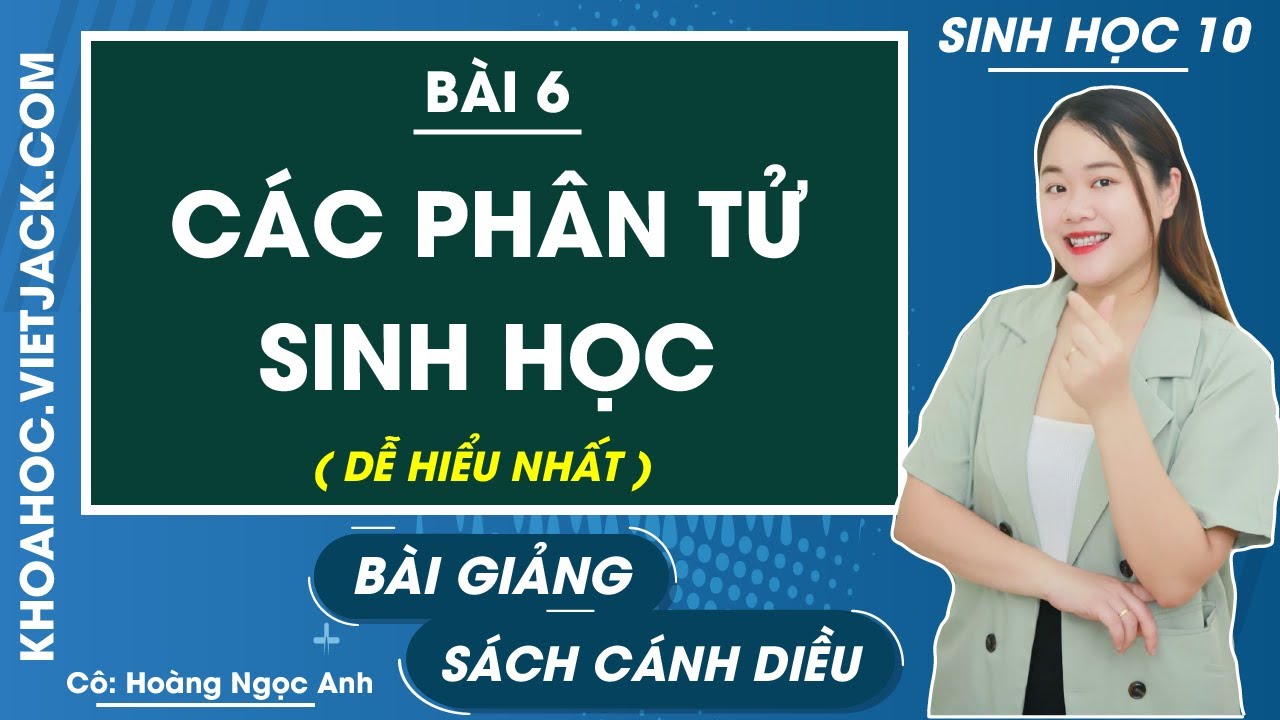 SINH HỌC 10
KHOAHOC.VIETJACK.COM
BÀI 6
CÁC PHÂN TỬ
SINH HỌC
( DỄ HIỂU NHẤT )
BÀI GIẢNG
SÁCH CÁNH DIỀU
Cô: Hoàng Ngọc Anh